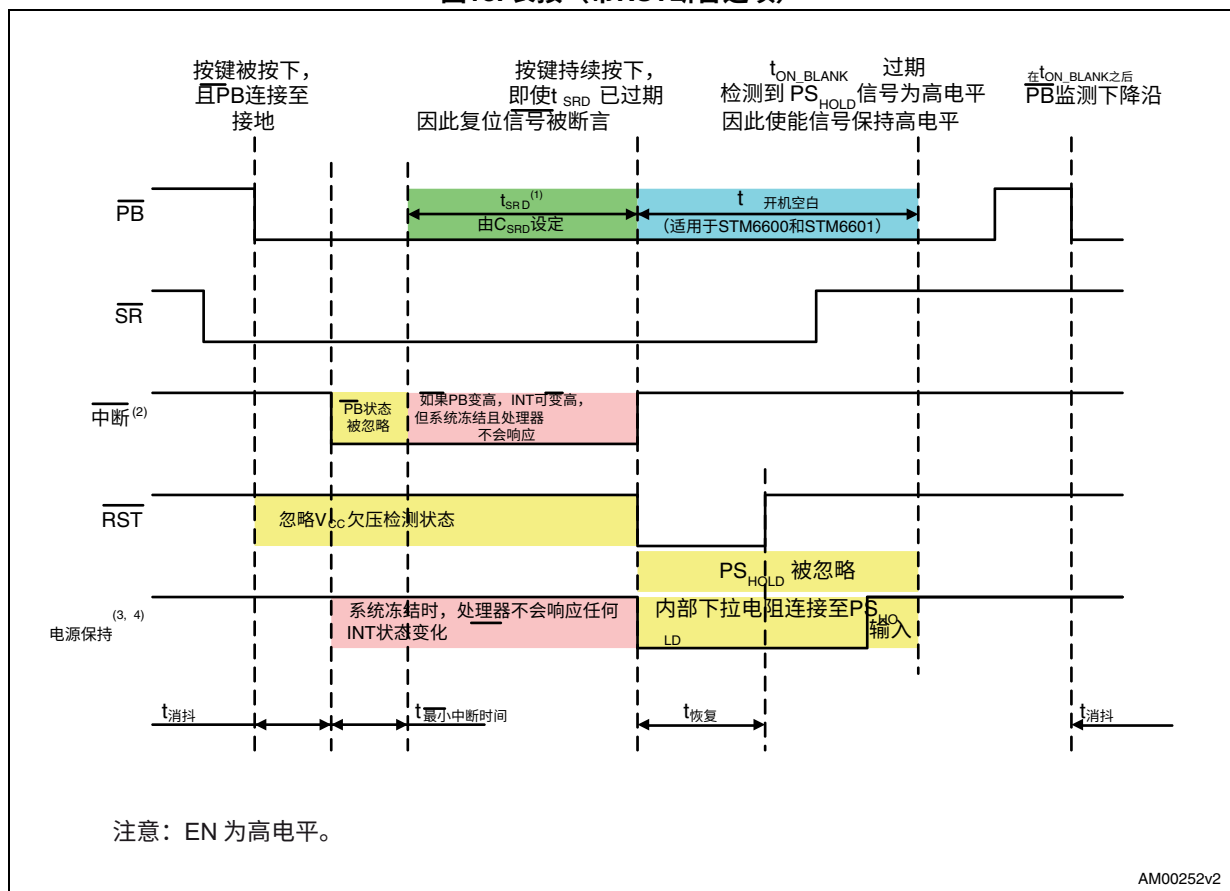 按键被按下，
且PB连接至
接地
按键持续按下，
即使t SRD 已过期
因此复位信号被断言
tON_BLANK 过期
检测到 PSHOLD 信号为高电平
因此使能信号保持高电平
在tON_BLANK之后
PB监测下降沿
PB
tSRD(1)
由CSRD设定
t 开机空白
（适用于STM6600和STM6601）
SR
中断(2)
PB状态
被忽略
如果PB变高，INT可变高，
但系统冻结且处理器
不会响应
RST
忽略VCC欠压检测状态
PSHOLD 被忽略
电源保持(3, 4)
系统冻结时，处理器不会响应任何
INT状态变化
内部下拉电阻连接至PSHO
LD
输入
t消抖
t最小中断时间
t恢复
t消抖
注意：EN 为高电平。
AM00252v2